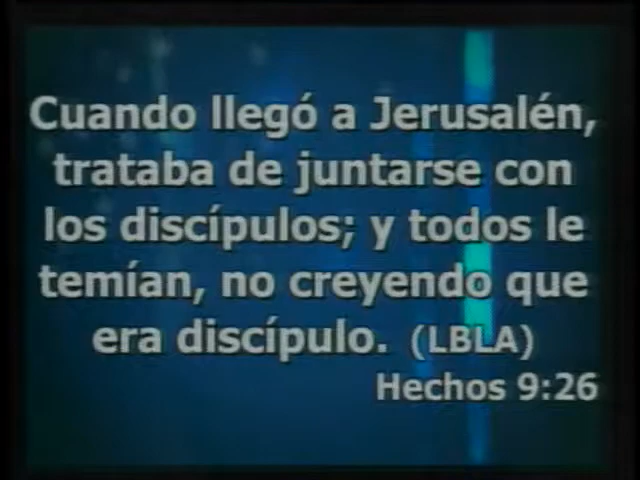 Cuando llegó a Jerusalén,
trataba de juntarse con
los discípulos; y todos le
temían, no creyendo que
era discípulo. (LBLA)
Hechos 9:26